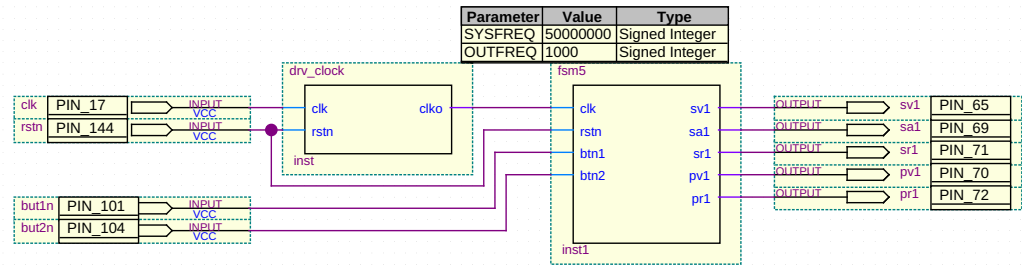 Parameter Value Type
SYSFREQ 50000000 Signed Integer
OUTFREQ 1000 Signed Integer
drv_clock
fsm5
clk PIN_17 INPUT
VCC
rstn PIN_144 INPUT
VCC
clk clko
rstn
inst
clk sv1
rstn sa1
btn1 sr1
btn2 pv1
pr1
inst1
OUTPUT sv1 PIN_65
OUTPUT sa1 PIN_69
OUTPUT sr1 PIN_71
OUTPUT pv1 PIN_70
OUTPUT pr1 PIN_72
but1n PIN_101 INPUT
VCC
but2n PIN_104 INPUT
VCC